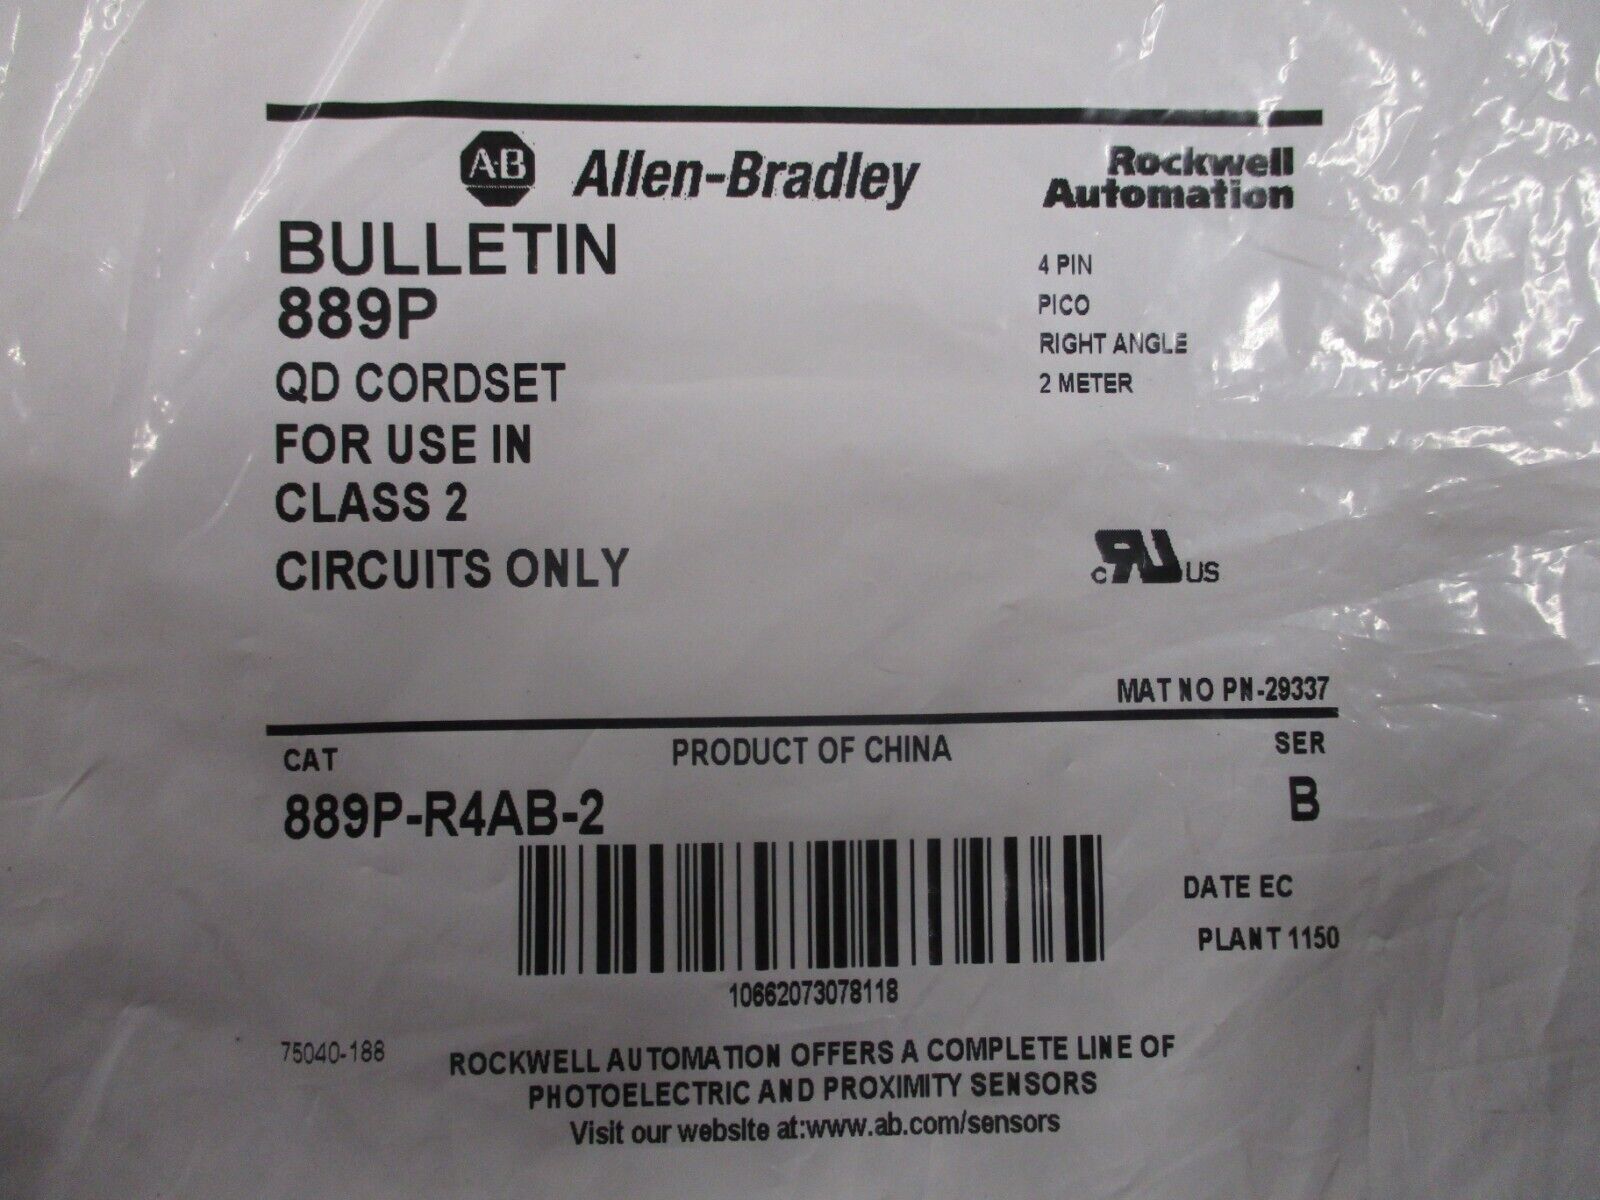 A-B Allen-Bradley
Rockwell
Automation
BULLETIN
889P
QD CORDSET
FOR USE IN
CLASS 2
CIRCUITS ONLY
4 PIN
PICO
RIGHT ANGLE
2 METER
c RU US
MAT NO PN-29337
CAT
PRODUCT OF CHINA
SER
889P-R4AB-2
B
DATE EC
PLANT 1150
10662073078118
75040-188
ROCKWELL AUTOMATION OFFERS A COMPLETE LINE OF
PHOTOELECTRIC AND PROXIMITY SENSORS
Visit our website at:www.ab.com/sensors